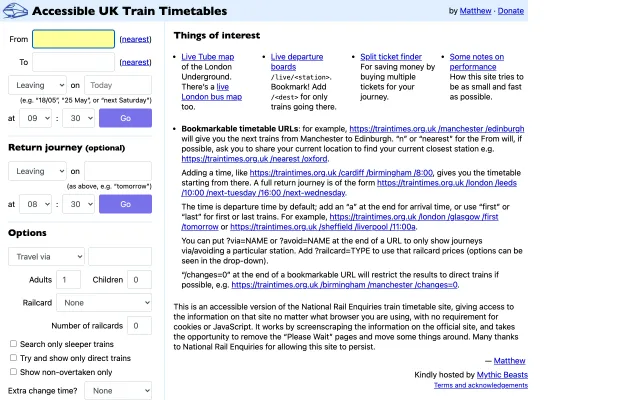 Accessible UK Train Timetables
by Matthew · Donate
From (nearest)
To (nearest)
Leaving on Today
(e.g. "18/05", "25 May", or "next Saturday")
at 09 : 30 Go
Return journey (optional)
Leaving on
(as above, e.g. "tomorrow")
at 08 : 30 Go
Options
Travel via
Adults 1 Children 0
Railcard None
Number of railcards 0
Search only sleeper trains
Try and show only direct trains
Show non-overtaken only
Extra change time? None
Things of interest
• Live Tube map
of the London
Underground.
There's a live
London bus map
too.
• Live departure
boards
/live/<station>.
Bookmark! Add
/<dest> for only
trains going there.
• Split ticket finder
For saving money by
buying multiple
tickets for your
journey.
• Some notes on
performance
How this site tries to
be as small and fast
as possible.
• Bookmarkable timetable URLs: for example, https://traintimes.org.uk /manchester /edinburgh
will give you the next trains from Manchester to Edinburgh. "n" or "nearest" for the From will, if
possible, ask you to share your current location to find your closest station e.g.
https://traintimes.org.uk /nearest /oxford.
Adding a time, like https://traintimes.org.uk /cardiff /birmingham /8:00, gives you the timetable
starting from there. A full return journey is of the form https://traintimes.org.uk /london /leeds
/10:00 /next-tuesday /16:00 /next-wednesday.
The time is departure time by default; add an "a" at the end for arrival time, or use "first" or
"last" for first or last trains. For example, https://traintimes.org.uk /london /glasgow /first
/tomorrow or https://traintimes.org.uk /sheffield /liverpool /11:00a.
You can put ?via=NAME or ?avoid=NAME at the end of a URL to only show journeys
via/avoiding a particular station. Add ?railcard=TYPE to use that railcard prices (options can be
seen in the drop-down).
"/changes=0" at the end of a bookmarkable URL will restrict the results to direct trains if
possible, e.g. https://traintimes.org.uk /birmingham /manchester /changes=0.
This is an accessible version of the National Rail Enquiries train timetable site, giving access to
the information on that site no matter what browser you are using, with no requirement for
cookies or JavaScript. It works by screenscraping the information on the official site, and takes
the opportunity to remove the "Please Wait" pages and move some things around. Many thanks
to National Rail Enquiries for allowing this site to persist.
— Matthew
Kindly hosted by Mythic Beasts
Terms and acknowledgements